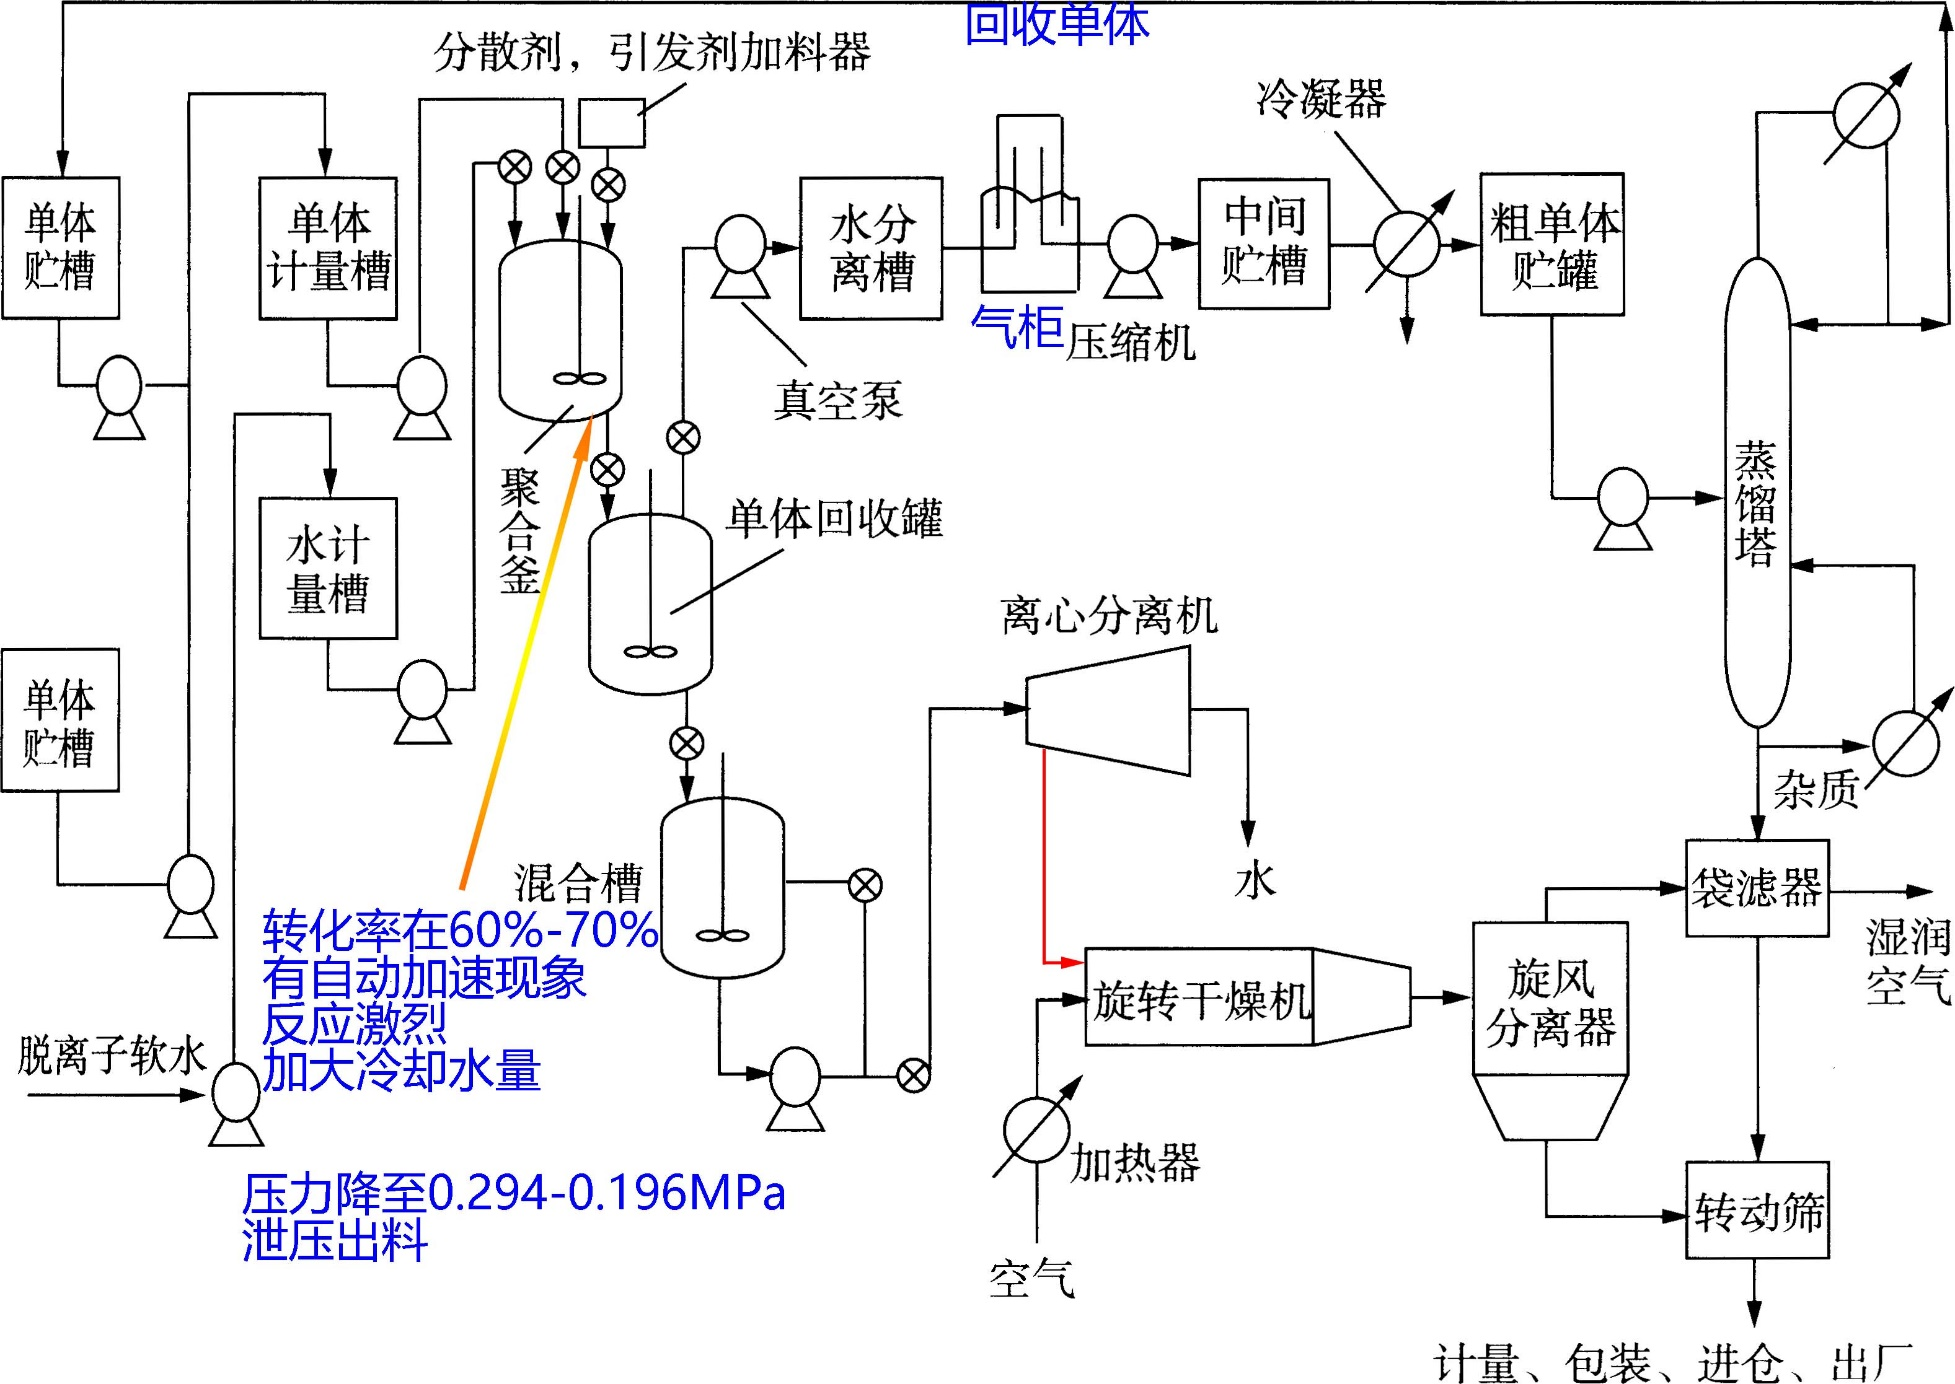 回收单体
分散剂，引发剂加料器
冷凝器
单体
贮槽
单体
计量槽
水分
离槽
中间
贮槽
粗单体
贮罐
气柜
压缩机
真空泵
聚
合
釜
蒸
馏
塔
单体回收罐
水计
量槽
离心分离机
单体
贮槽
杂质
混合槽
水
袋滤器
湿润
空气
转化率在60%-70%
有自动加速现象
反应激烈
加大冷却水量
旋转干燥机
旋风
分离器
脱离子软水
加热器
压力降至0.294-0.196MPa
泄压出料
转动筛
空气
计量、包装、进仓、出厂